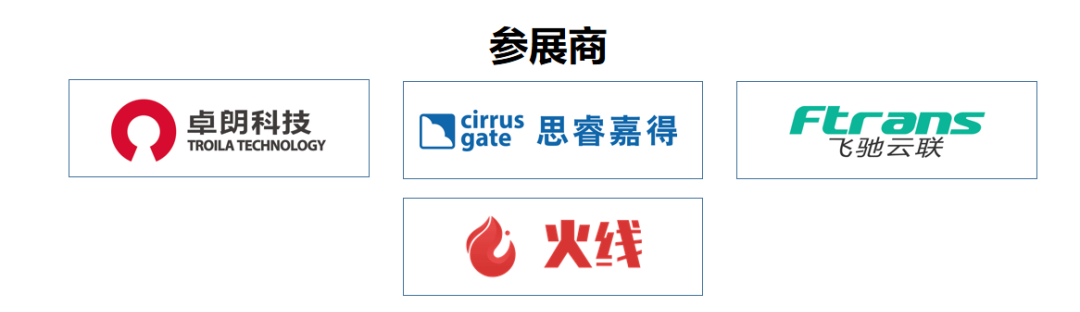 参展商
卓朗科技
TROILA TECHNOLOGY
cirrus
gate
思睿嘉得
Ftrans
飞驰云联
火线